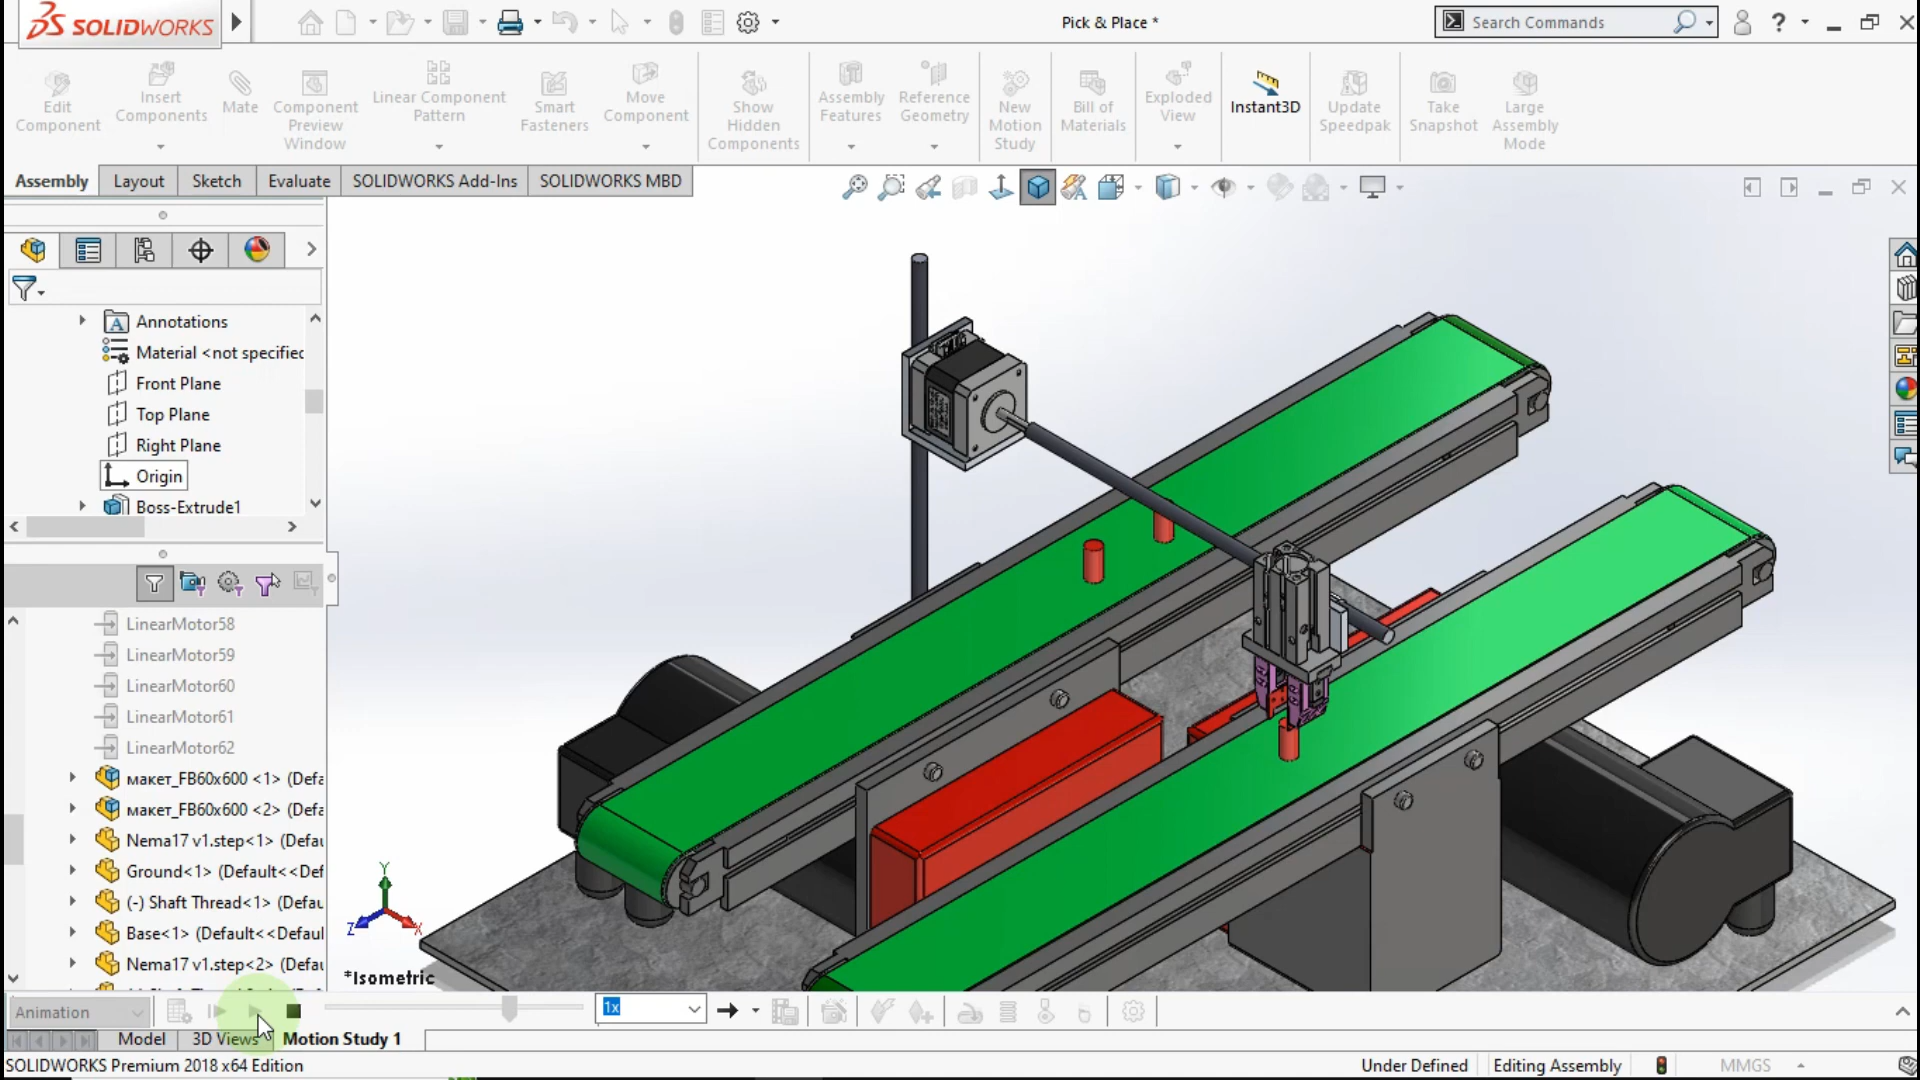 SOLIDWORKS
Pick & Place *
Search Commands
?
Edit Component
Insert Components
Mate
Component Preview Window
Linear Component Pattern
Smart Fasteners
Move Component
Show Hidden Components
Assembly Features
Reference Geometry
New Motion Study
Bill of Materials
Exploded View
Instant3D
Update Speedpak
Take Snapshot
Large Assembly Mode
Assembly
Layout
Sketch
Evaluate
SOLIDWORKS Add-Ins
SOLIDWORKS MBD
Annotations
Material <not specified
Front Plane
Top Plane
Right Plane
Origin
Boss-Extrude1
LinearMotor58
LinearMotor59
LinearMotor60
LinearMotor61
LinearMotor62
макет_FB60x600 <1> (Defa
макет_FB60x600 <2> (Defa
Nema17 v1.step<1> (Defau
Ground<1> (Default<<Def
(-) Shaft Thread<1> (Defau
Base<1> (Default<<Defaul
Nema17 v1.step<2> (Defau
Y
Z
X
*Isometric
Animation
1x
Model
3D Views
Motion Study 1
SOLIDWORKS Premium 2018 x64 Edition
Under Defined
Editing Assembly
MMGS